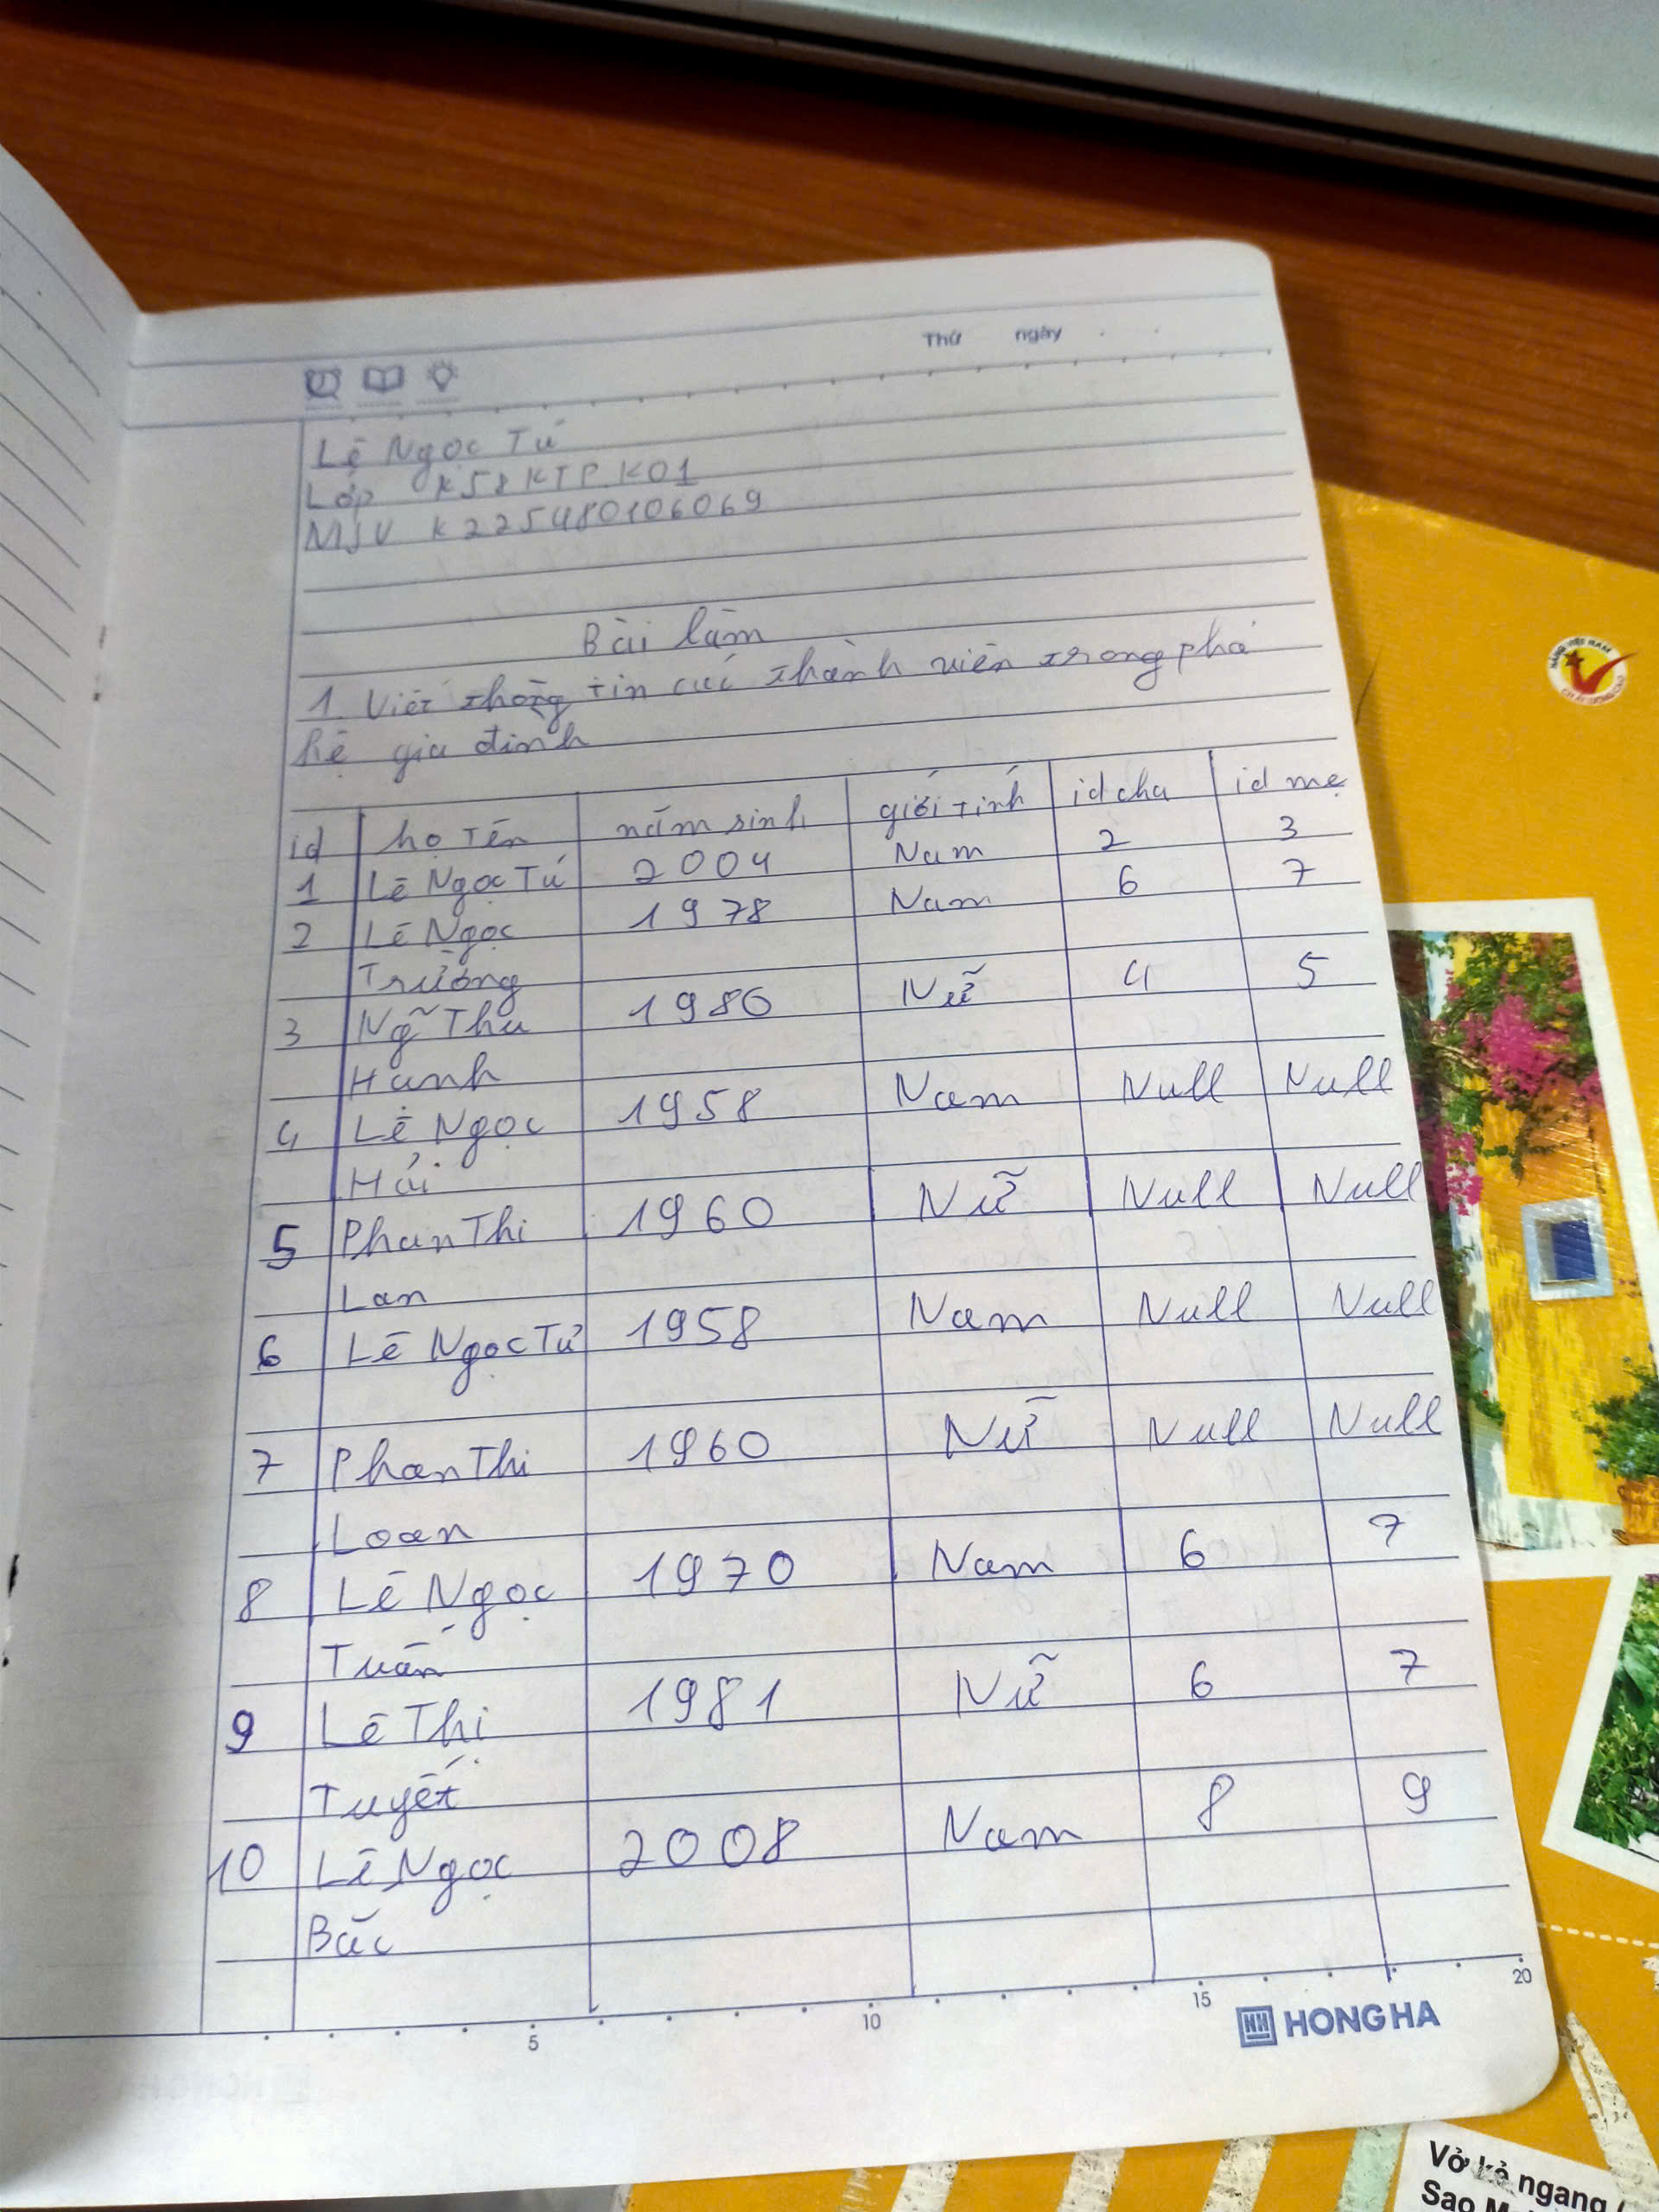 Thứ ngày
Lê Ngọc Tú
Lớp K58KTP.K01
MSV K225480106069
Bài làm
1. Viết thông tin các thành viên trong phả
hệ gia đình
id họ tên năm sinh giới tính id cha id mẹ
1 Lê Ngọc Tú 2004 Nam 2 3
2 Lê Ngọc 1978 Nam 6 7
Trường
3 Ng~ Thu 1980 Nữ 4 5
Hanh
4 Lê Ngọc 1958 Nam Null Null
Hải
5 Phan Thi 1960 Nữ Null Null
Lan
6 Lê Ngọc Tư 1958 Nam Null Null
7 Phan Thi 1960 Nữ Null Null
Loan
8 Lê Ngọc 1970 Nam 6 7
Tuấn
9 Lê Thị 1981 Nữ 6 7
Tuyết
10 Lê Ngọc 2008 Nam 8 9
Bắc
5 10 15 20
HONG HA
Vở kẻ ngang